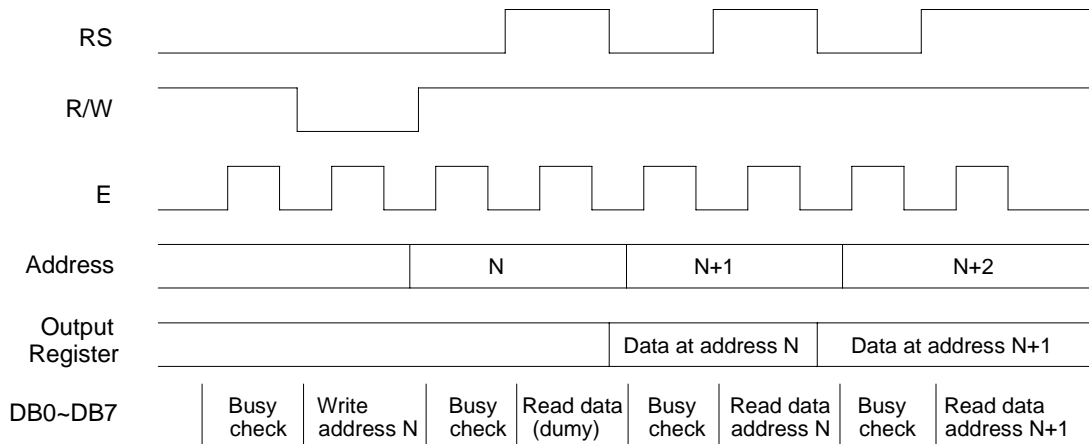 RS
R/W
E
Address
N
N+1
N+2
Output
Register
Data at address N
Data at address N+1
DB0~DB7
Busy
check
Write
address N
Busy
check
Read data
(dumy)
Busy
check
Read data
address N
Busy
check
Read data
address N+1